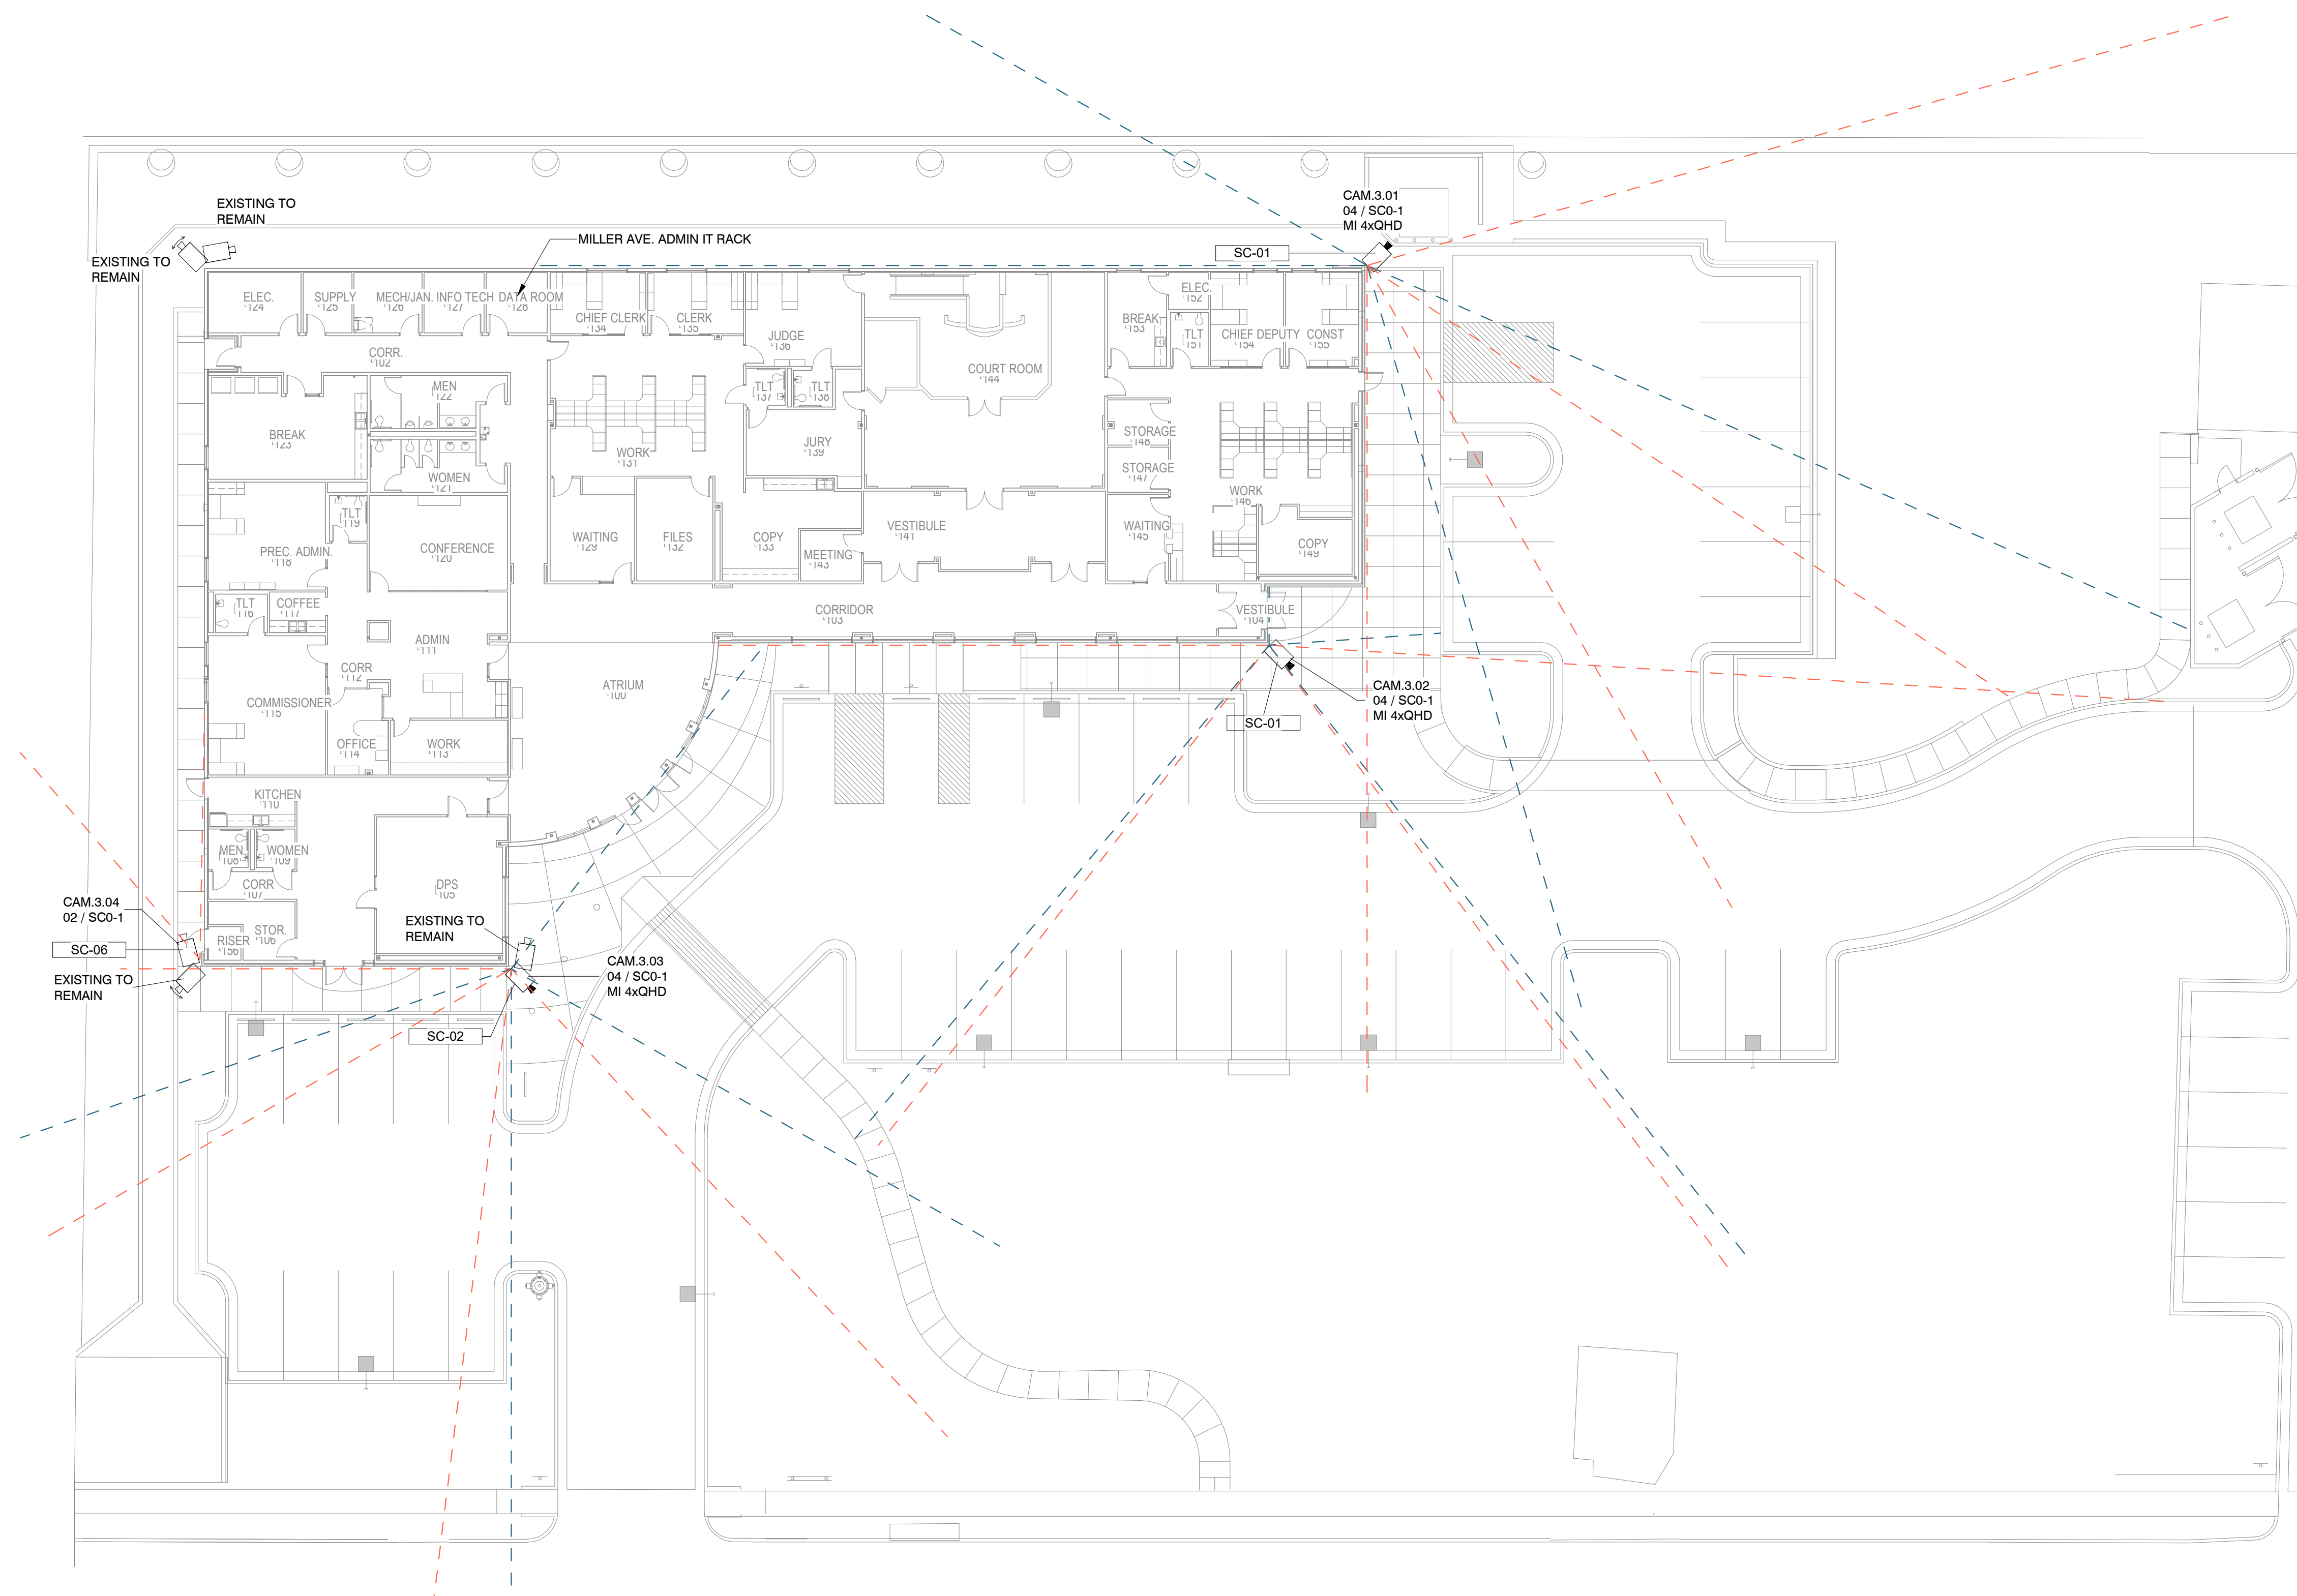 CAM.3.01
04 / SC0-1
MI 4xQHD
SC-01
EXISTING TO
REMAIN
EXISTING TO
REMAIN
MILLER AVE. ADMIN IT RACK
ELEC.
124
SUPPLY
125
MECH/JAN.
126
INFO TECH
127
DATA ROOM
128
CHIEF CLERK
134
CLERK
135
JUDGE
136
COURT ROOM
144
BREAK
153
ELEC.
152
TLT
151
CHIEF DEPUTY
154
CONST
155
CORR.
102
MEN
122
TLT
137
TLT
138
BREAK
123
WOMEN
121
WORK
131
JURY
139
STORAGE
148
STORAGE
147
WORK
146
TLT
119
PREC. ADMIN.
118
CONFERENCE
120
WAITING
129
FILES
132
COPY
133
MEETING
143
VESTIBULE
141
WAITING
145
COPY
149
TLT
116
COFFEE
117
CORRIDOR
103
VESTIBULE
104
ADMIN
111
CORR
112
COMMISSIONER
115
OFFICE
114
WORK
113
ATRIUM
100
CAM.3.02
04 / SC0-1
MI 4xQHD
SC-01
KITCHEN
110
MEN
108
WOMEN
109
CORR
107
DPS
105
STOR.
106
RISER
156
CAM.3.04
02 / SC0-1
SC-06
EXISTING TO
REMAIN
EXISTING TO
REMAIN
CAM.3.03
04 / SC0-1
MI 4xQHD
SC-02